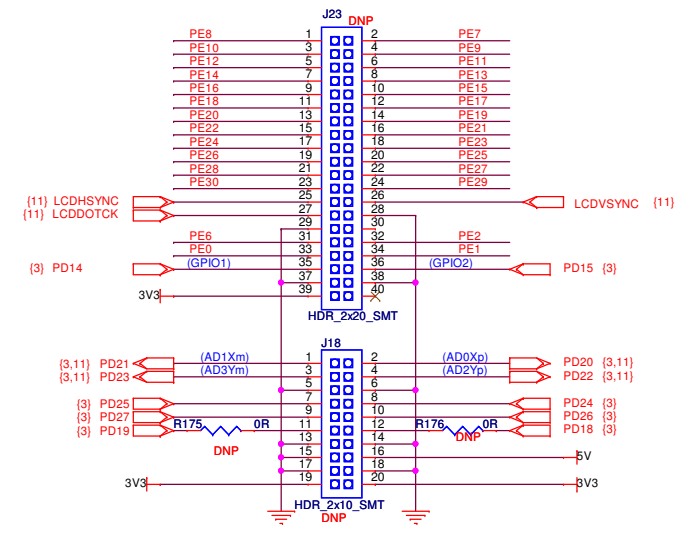 J23 DNP
PE8 1 2 PE7
PE10 3 4 PE9
PE12 5 6 PE11
PE14 7 8 PE13
PE16 9 10 PE15
PE18 11 12 PE17
PE20 13 14 PE19
PE22 15 16 PE21
PE24 17 18 PE23
PE26 19 20 PE25
PE28 21 22 PE27
PE30 23 24 PE29
{11} LCDHSYNC 25 26 LCDVSYNC {11}
{11} LCDDOTCK 27 28
29 30
PE6 31 32 PE2
PE0 33 34 PE1
{3} PD14 (GPIO1) 35 36 (GPIO2) PD15 {3}
37 38
3V3 39 40
HDR_2x20_SMT
J18
{3,11} PD21 (AD1Xm) 1 2 (AD0Xp) PD20 {3,11}
{3,11} PD23 (AD3Ym) 3 4 (AD2Yp) PD22 {3,11}
5 6
{3} PD25 7 8 PD24 {3}
{3} PD27 9 10 PD26 {3}
{3} PD19 R175 0R 11 12 R176 0R PD18 {3}
DNP 13 14 DNP
15 16 5V
17 18
3V3 19 20 3V3
HDR_2x10_SMT
DNP